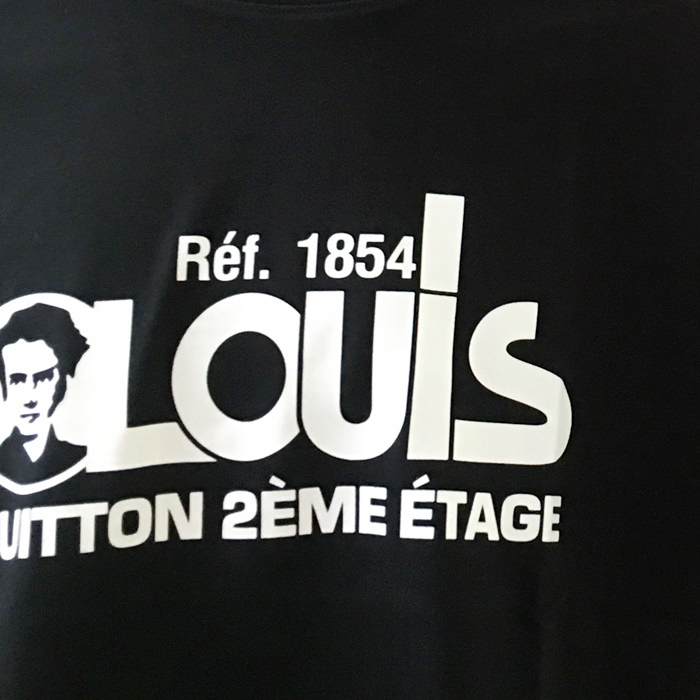 Réf. 1854
LOUIS
UITTON 2ÈME ÉTAGE